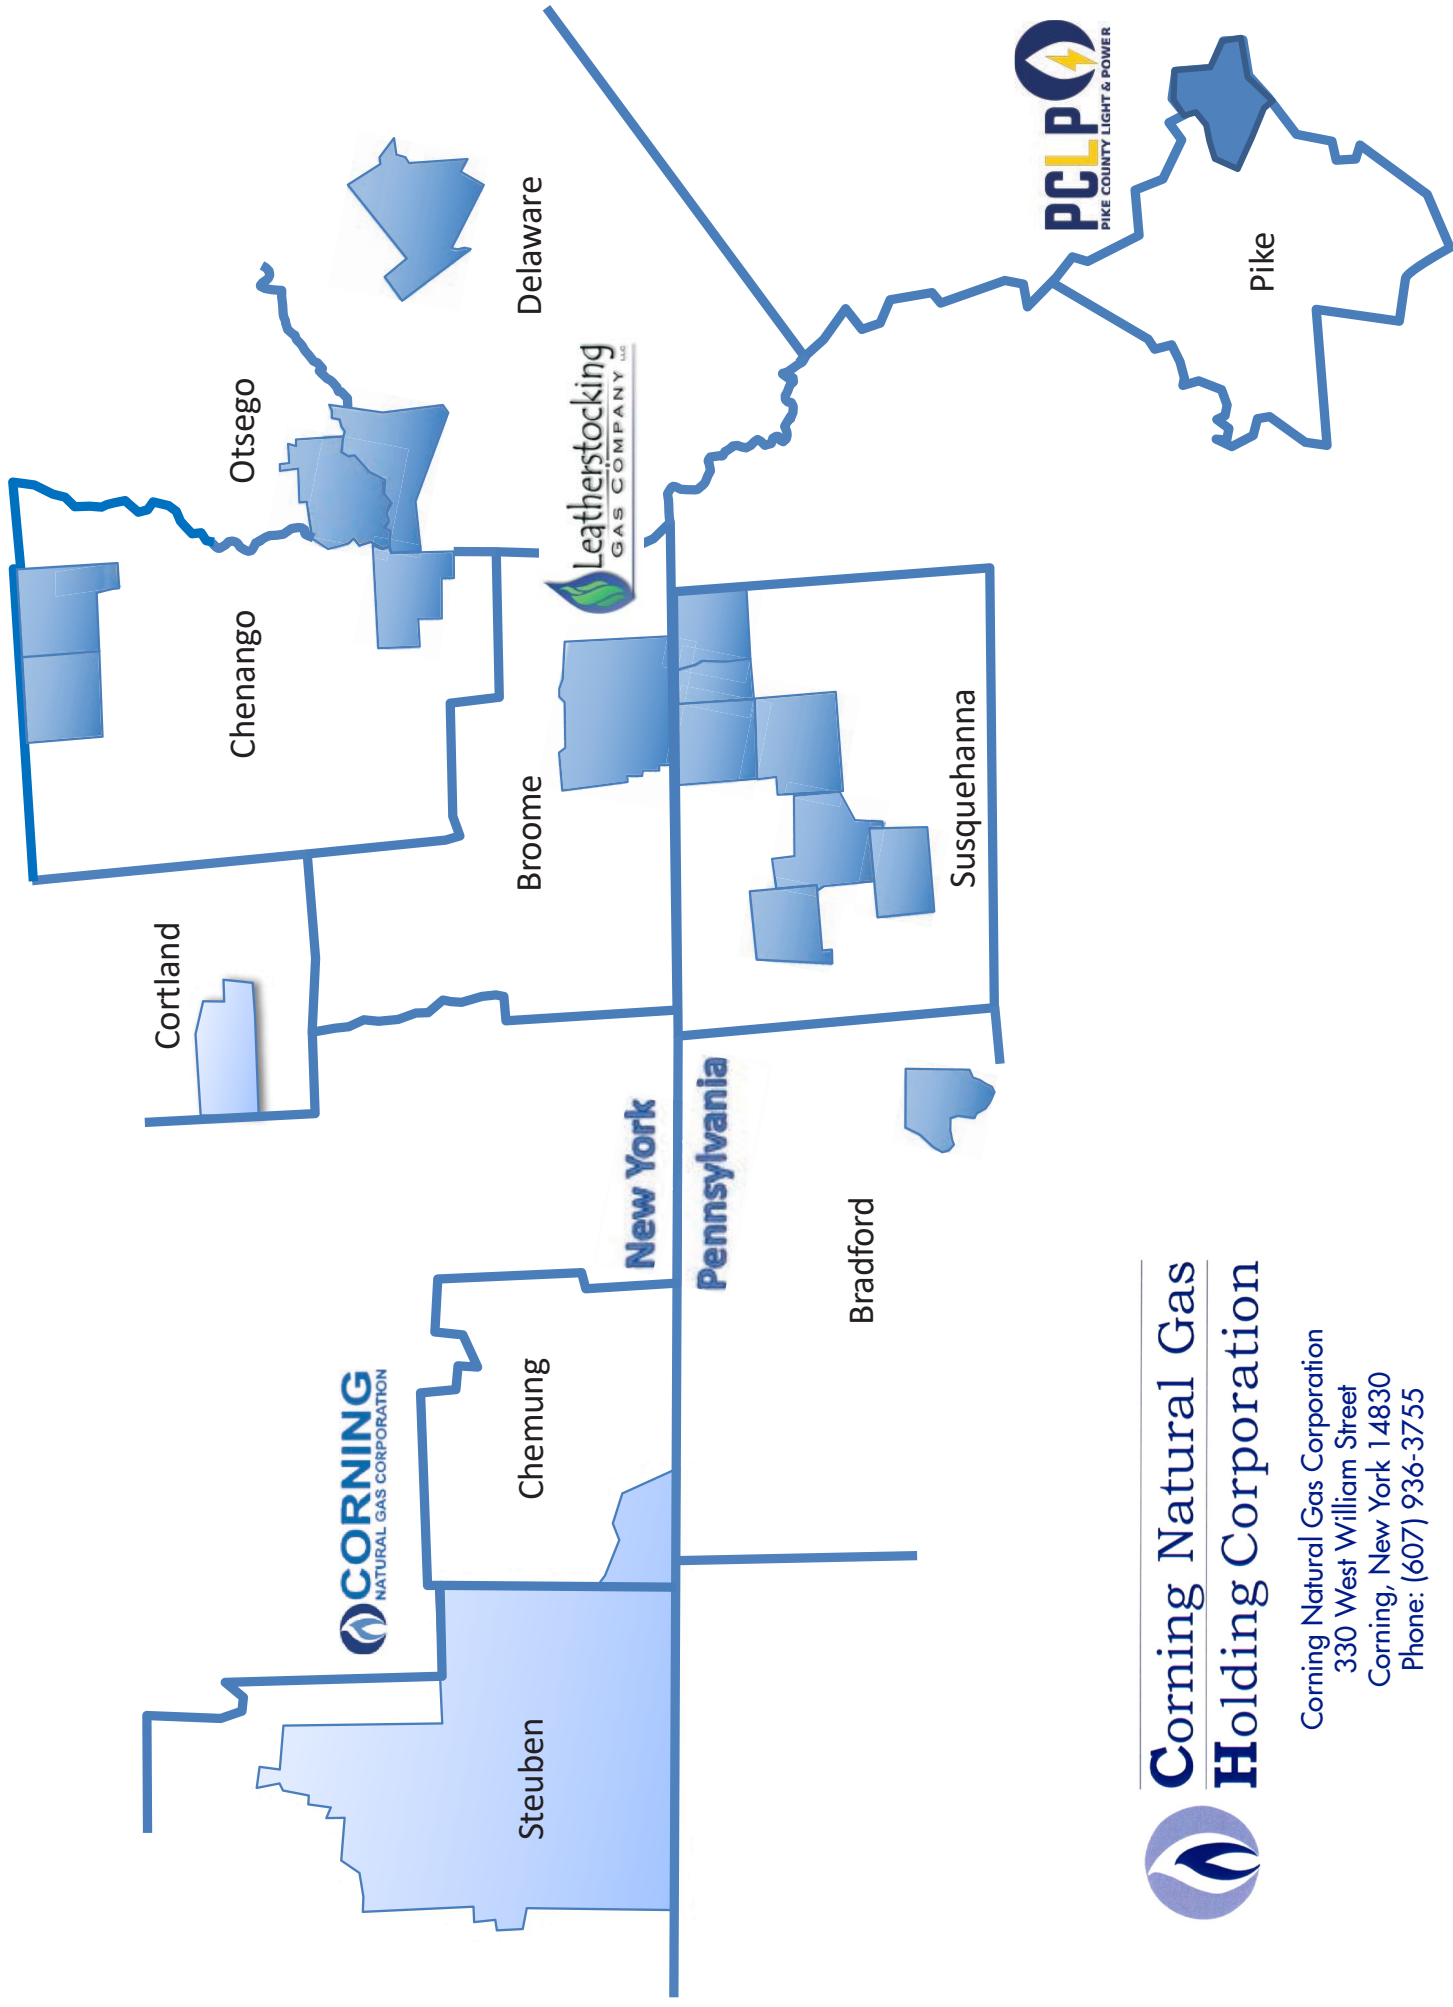 Cortland
Chenango
Otsego
Delaware
CORNING
NATURAL GAS CORPORATION
Steuben
Chemung
Broome
Leatherstocking
GAS COMPANY LLC
New York
Pennsylvania
Bradford
Susquehanna
PCLP
PIKE COUNTY LIGHT & POWER
Pike
Corning Natural Gas
Holding Corporation
Corning Natural Gas Corporation
330 West William Street
Corning, New York 14830
Phone: (607) 936-3755